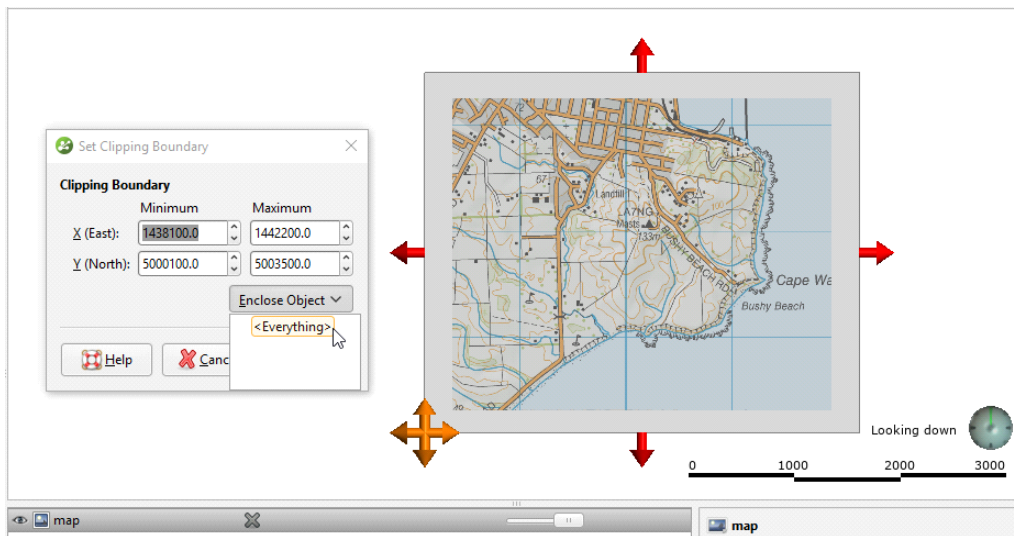 Set Clipping Boundary
Clipping Boundary
Minimum Maximum
X (East): 1438100.0 1442200.0
Y (North): 5000100.0 5003500.0
Enclose Object
<Everything>
Help Canc
72
67
Landfill
A7NG
Masts
133m
100
BUSHY BEACH RD
Cape Wa
Bushy Beach
Looking down
0 1000 2000 3000
map
map